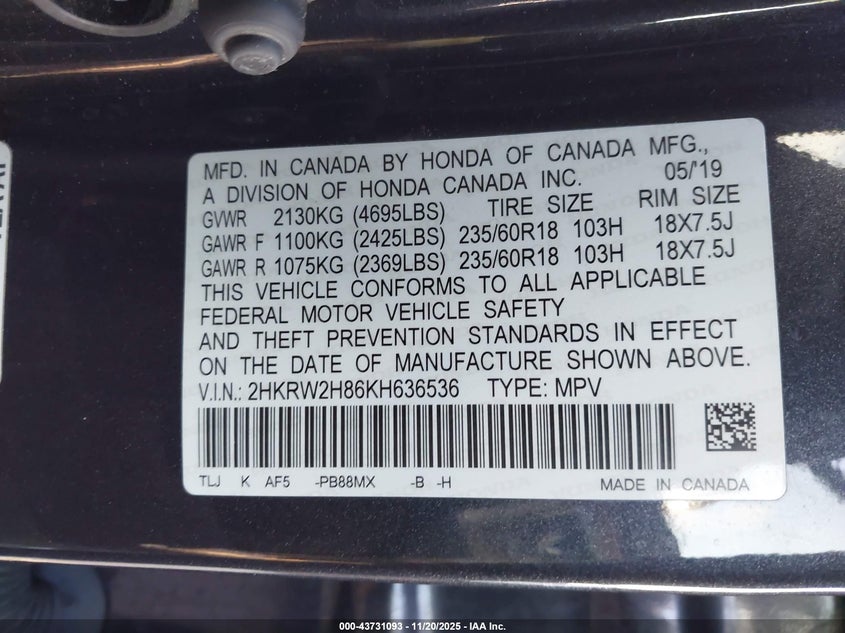 MFD. IN CANADA BY HONDA OF CANADA MFG.,
A DIVISION OF HONDA CANADA INC. 05/'19
GVWR 2130KG (4695LBS) TIRE SIZE RIM SIZE
GAWR F 1100KG (2425LBS) 235/60R18 103H 18X7.5J
GAWR R 1075KG (2369LBS) 235/60R18 103H 18X7.5J
THIS VEHICLE CONFORMS TO ALL APPLICABLE
FEDERAL MOTOR VEHICLE SAFETY
AND THEFT PREVENTION STANDARDS IN EFFECT
ON THE DATE OF MANUFACTURE SHOWN ABOVE.
V.I.N.: 2HKRW2H86KH636536 TYPE: MPV
TLJ K AF5 -PB88MX -B -H MADE IN CANADA
000-43731093 - 11/20/2025 - IAA Inc.